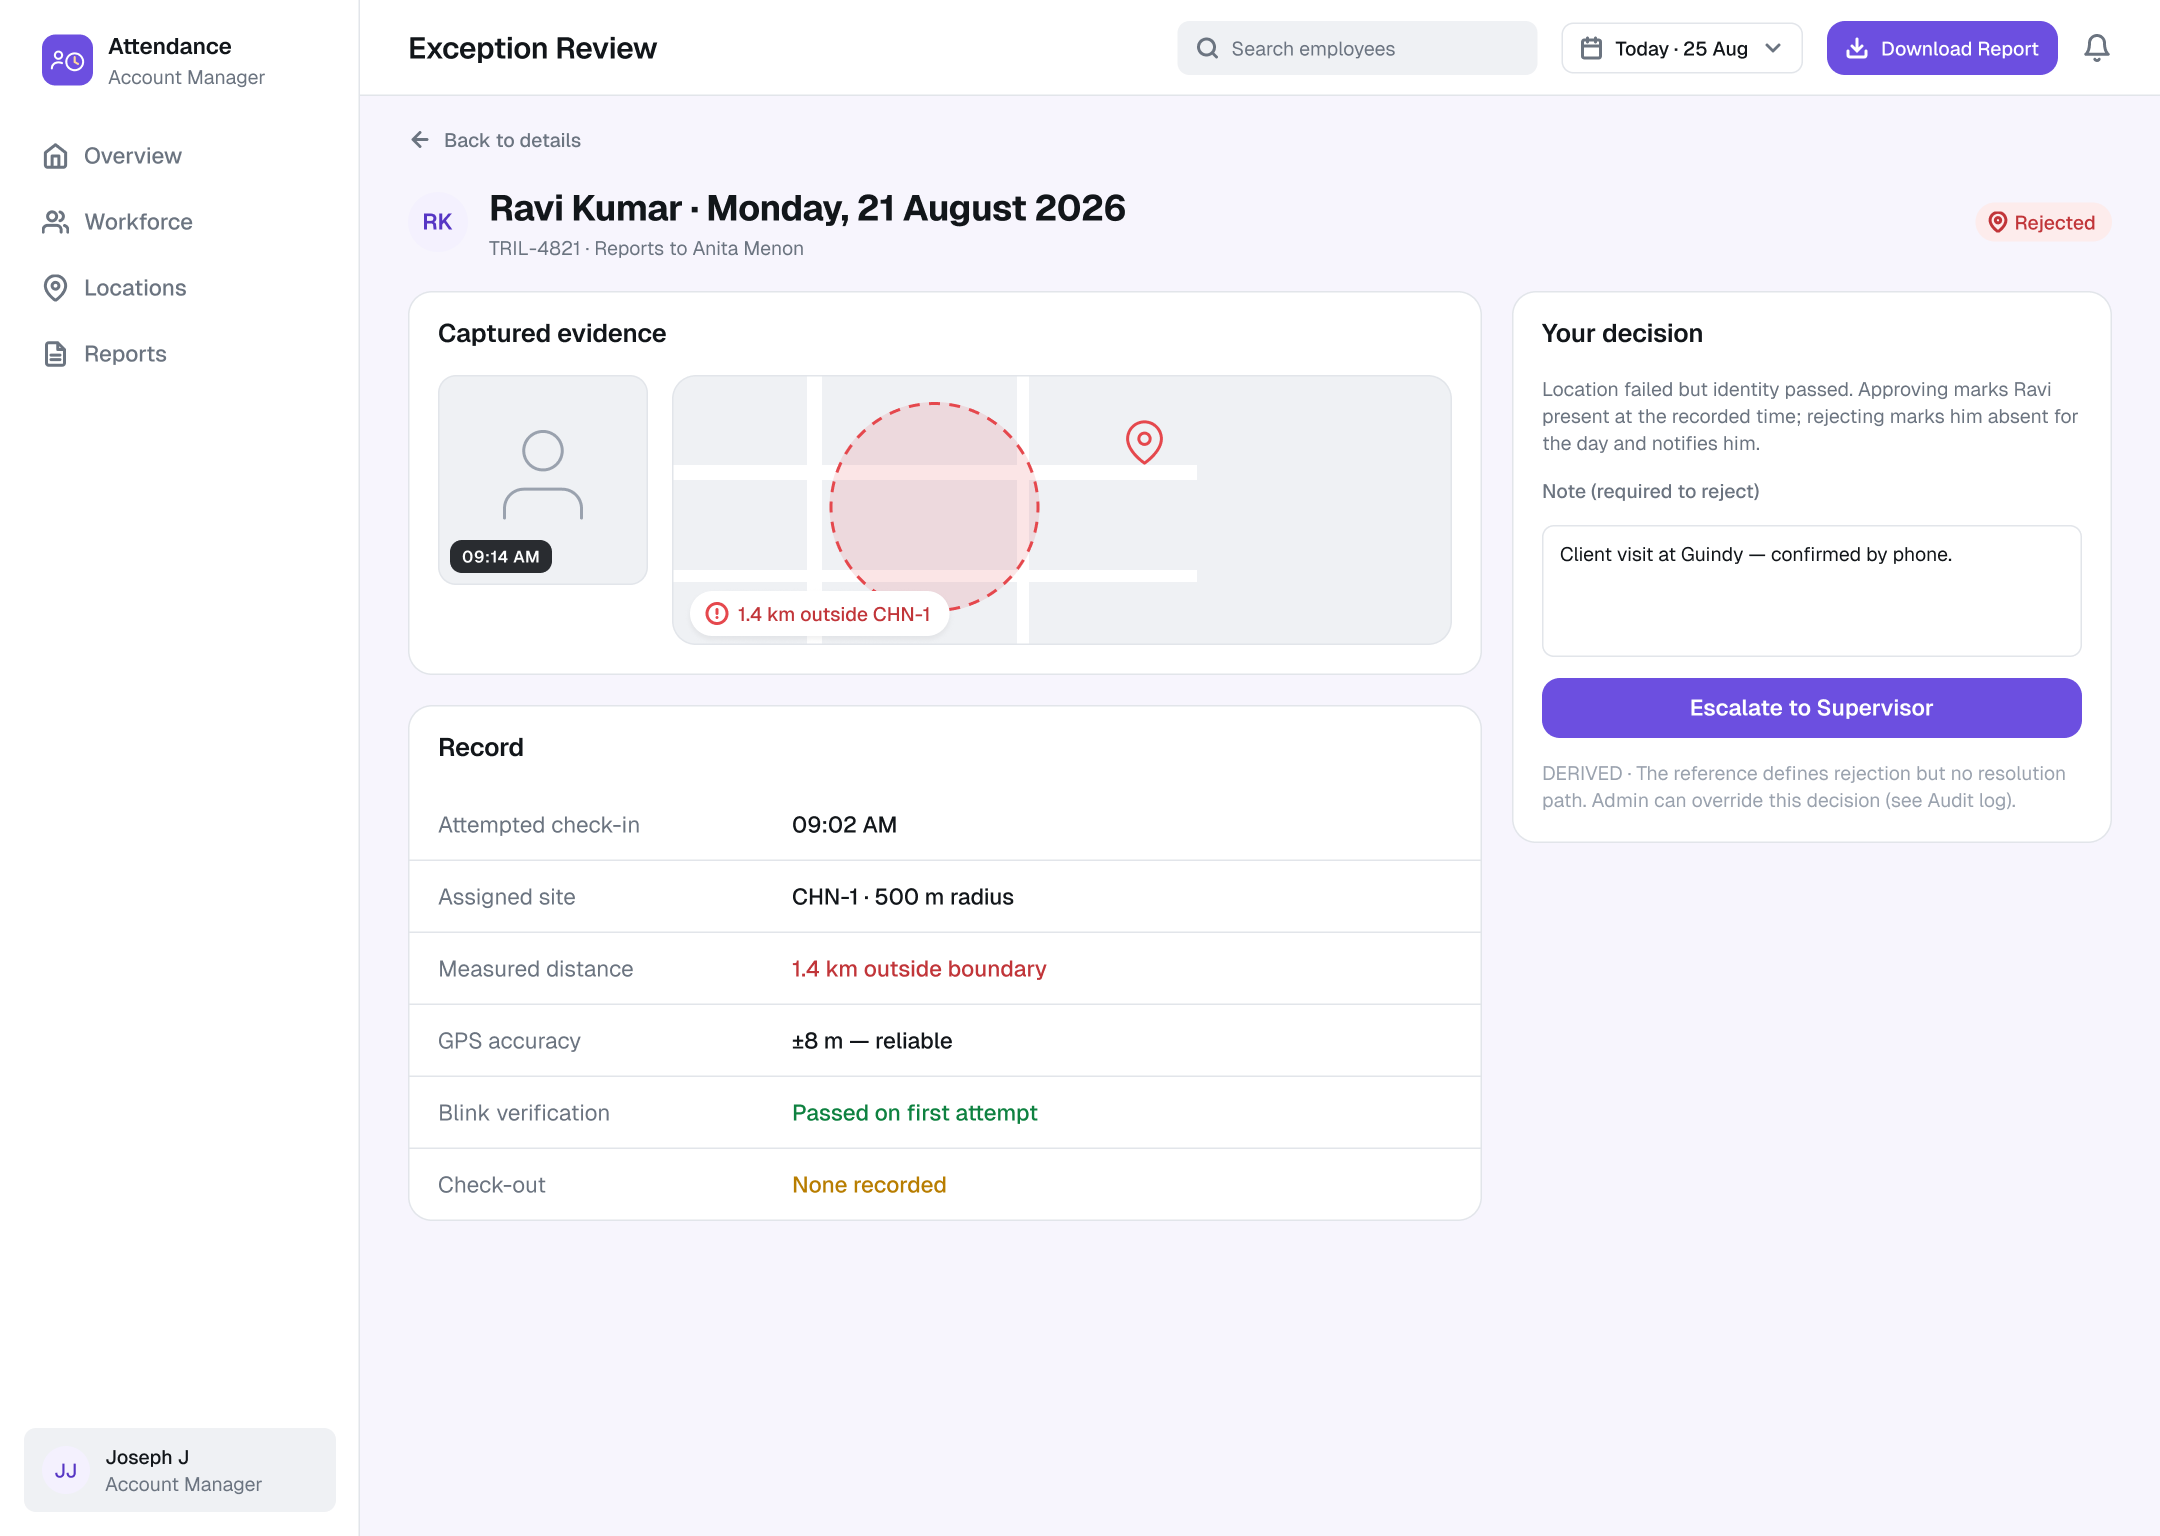 Attendance
Account Manager
Overview
Workforce
Locations
Reports
Joseph J
JJ
Account Manager
Exception Review
Search employees
Today · 25 Aug
Download Report
Back to details
RK
Ravi Kumar · Monday, 21 August 2026
TRIL-4821 · Reports to Anita Menon
Rejected
Captured evidence
09:14 AM
1.4 km outside CHN-1
Record
Attempted check-in
09:02 AM
Assigned site
CHN-1 · 500 m radius
Measured distance
1.4 km outside boundary
GPS accuracy
±8 m — reliable
Blink verification
Passed on first attempt
Check-out
None recorded
Your decision
Location failed but identity passed. Approving marks Ravi
present at the recorded time; rejecting marks him absent for
the day and notifies him.
Note (required to reject)
Client visit at Guindy — confirmed by phone.
Escalate to Supervisor
DERIVED · The reference defines rejection but no resolution
path. Admin can override this decision (see Audit log).